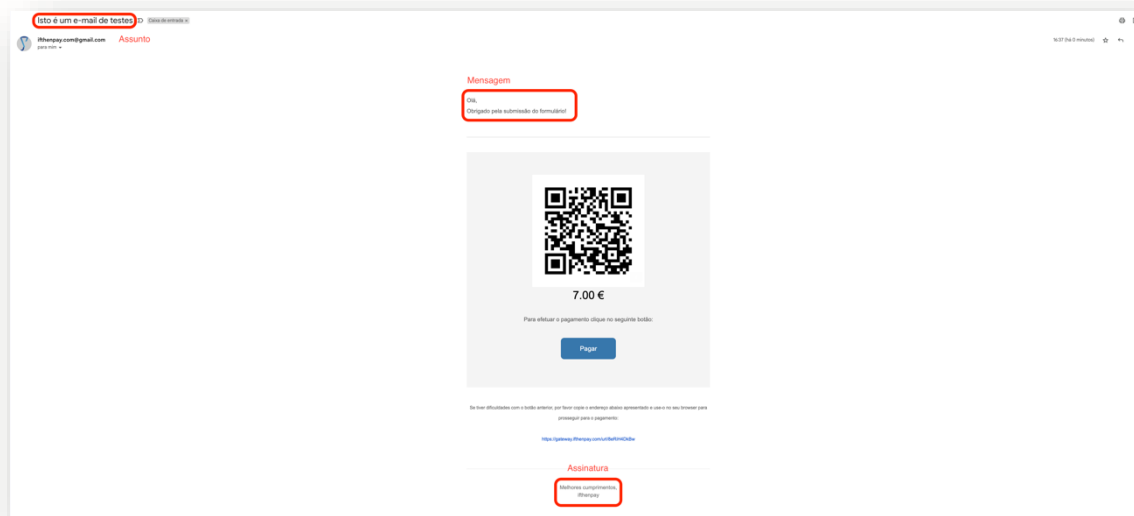 Isto é um e-mail de testes
Caixa de entrada x
ifthenpay.com@gmail.com
Assunto
para mim
14:37 (há 0 minutos)
Mensagem
Olá,
Obrigado pela submissão do formulário!
7.00 €
Para efetuar o pagamento clique no seguinte botão:
Pagar
Se tiver dificuldades com o botão anterior, por favor copie o endereço abaixo apresentado e use-o no seu browser para
prosseguir para o pagamento.
Assinatura
Melhores cumprimentos,
ifthenpay